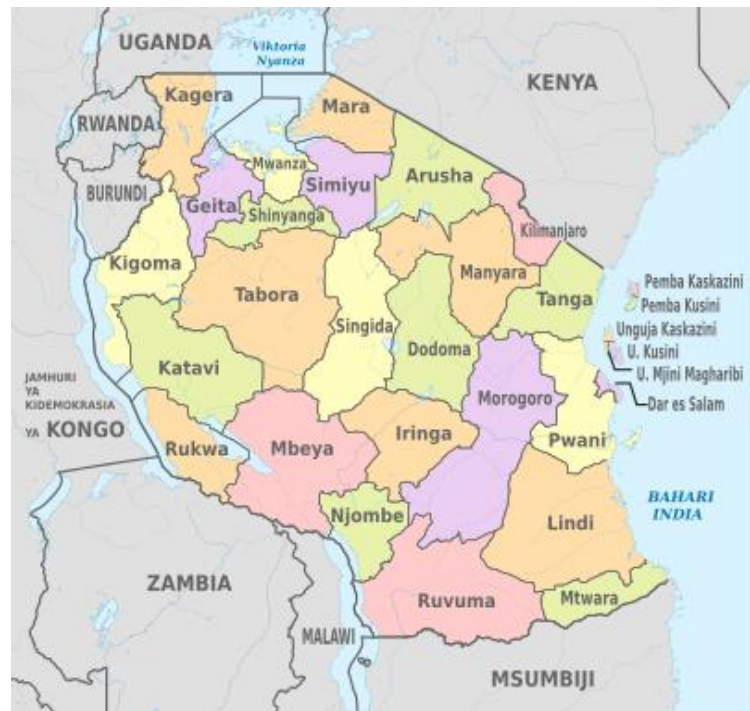 UGANDA
Viktoria
Nyanza
KENYA
Kagera
Mara
RWANDA
Mwanza
BURUNDI
Geita
Simiyu
Arusha
Shinyanga
Kilimanjaro
Kigoma
Manyara
Tabora
Tanga
Pemba Kaskazini
Pemba Kusini
Singida
Unguja Kaskazini
Dodoma
U. Kusini
Katavi
U. Mjini Magharibi
JAMHURI
YA
KIDEMOKRASIA
YA KONGO
Morogoro
Dar es Salam
Rukwa
Mbeya
Iringa
Pwani
BAHARI
INDIA
Njombe
Lindi
ZAMBIA
Ruvuma
Mtwara
MALAWI
MSUMBIJI